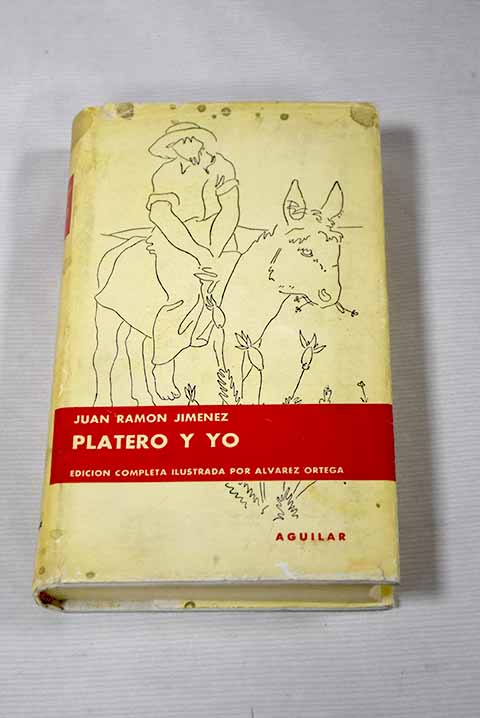 JUAN RAMON JIMENEZ
PLATERO Y YO
EDICION COMPLETA ILUSTRADA POR ALVAREZ ORTEGA
AGUILAR